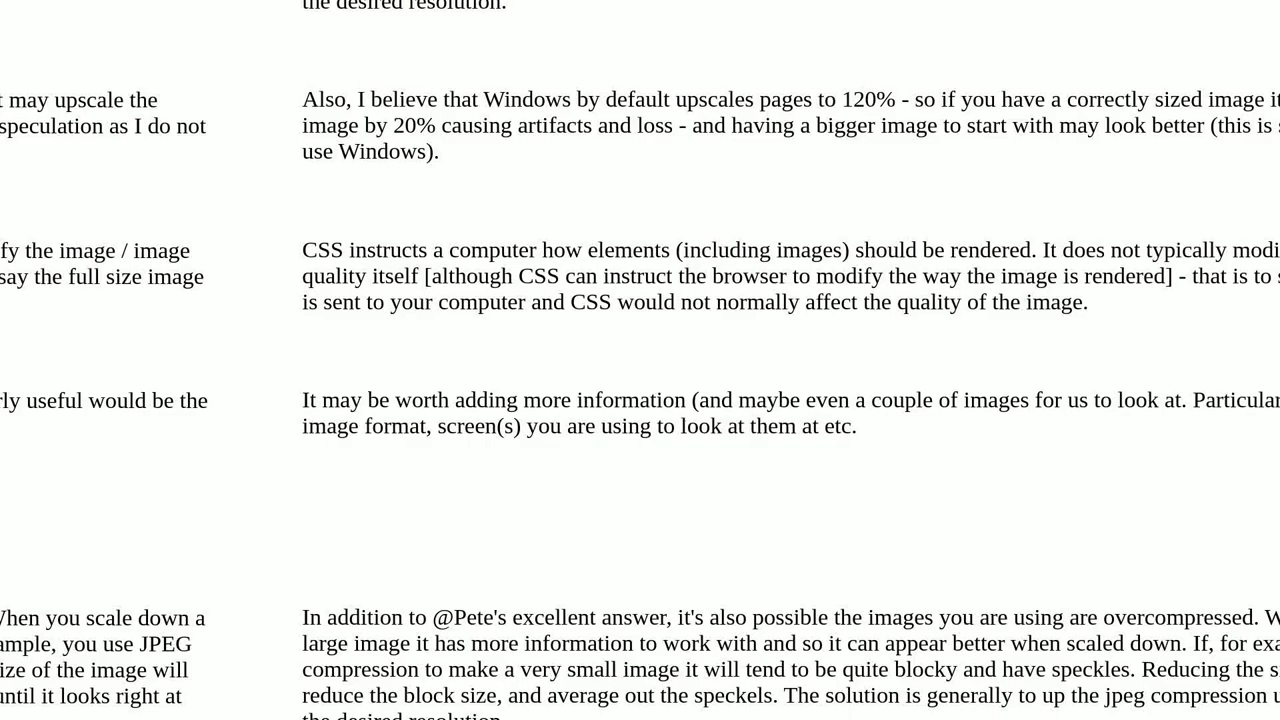 t may upscale the
speculation as I do not
fy the image / image
say the full size image
rly useful would be the
hen you scale down a
ample, you use JPEG
ize of the image will
until it looks right at
the desired resolution.
Also, I believe that Windows by default upscales pages to 120% - so if you have a correctly sized image it
image by 20% causing artifacts and loss - and having a bigger image to start with may look better (this is
use Windows).
CSS instructs a computer how elements (including images) should be rendered. It does not typically modi
quality itself [although CSS can instruct the browser to modify the way the image is rendered] - that is to
is sent to your computer and CSS would not normally affect the quality of the image.
It may be worth adding more information (and maybe even a couple of images for us to look at. Particular
image format, screen(s) you are using to look at them at etc.
In addition to @Pete's excellent answer, it's also possible the images you are using are overcompressed. W
large image it has more information to work with and so it can appear better when scaled down. If, for exa
compression to make a very small image it will tend to be quite blocky and have speckles. Reducing the s
reduce the block size, and average out the speckels. The solution is generally to up the jpeg compression u
the desired resolution